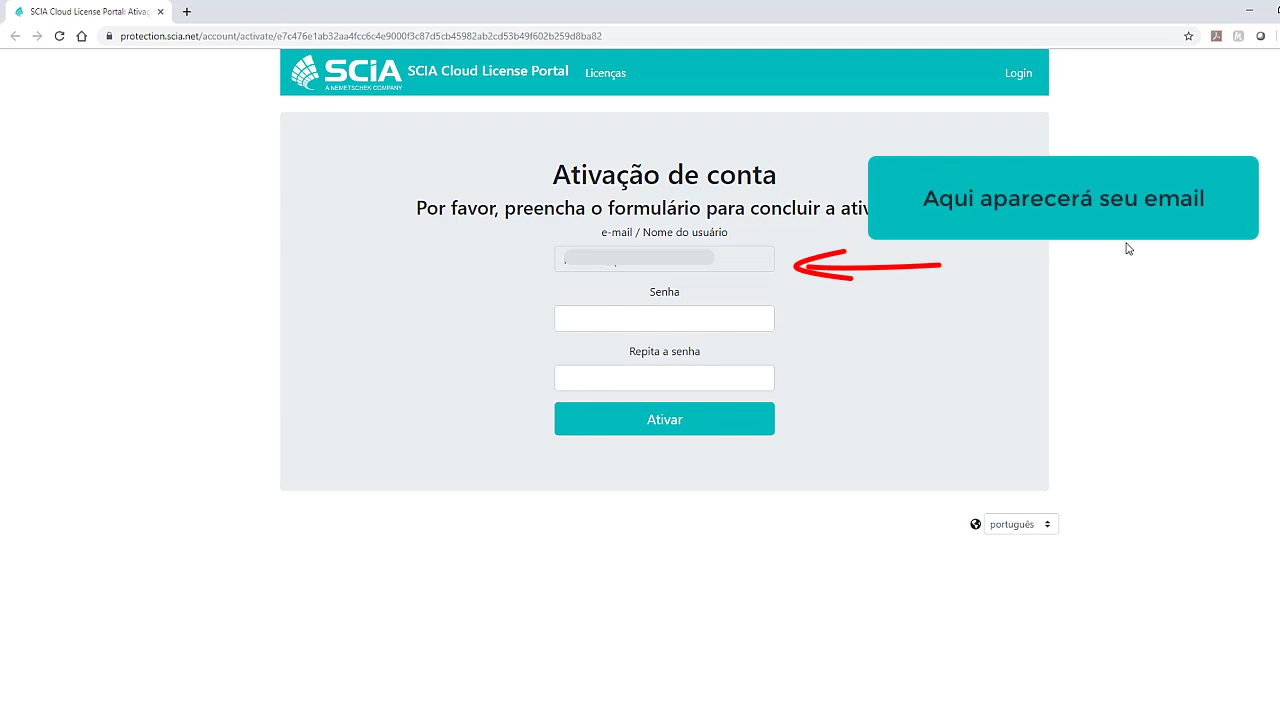 SCIA Cloud License Portal: Ativaç
protection.scia.net/account/activate/e7c476e1ab32aa4fcc6c4e9000f3c87d5cb45982ab2cd53b49f602b259d8ba82
SCIA A NEMETSCHEK COMPANY SCIA Cloud License Portal Licenças Login
Ativação de conta
Aqui aparecerá seu email
Por favor, preencha o formulário para concluir a ativ
e-mail / Nome do usuário
Senha
Repita a senha
Ativar
português